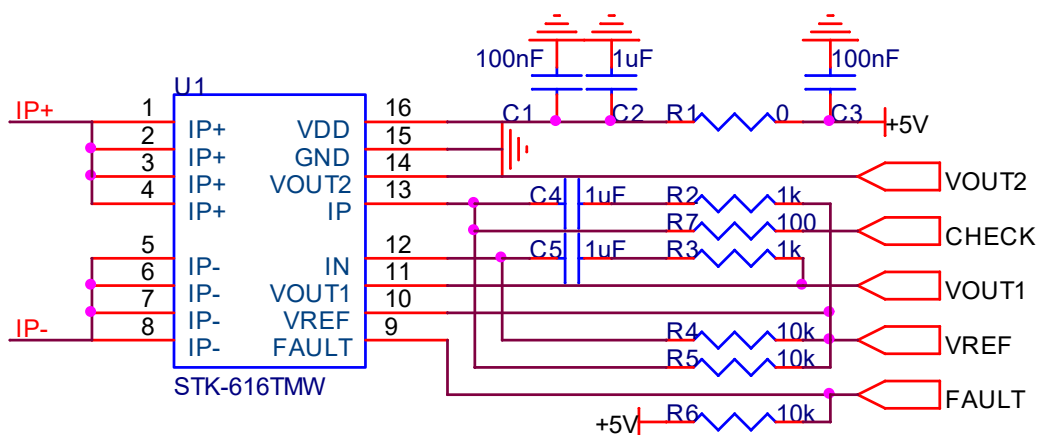 100nF 1uF 100nF
U1
IP+ 1 16 C1 C2 R1 0 C3 +5V
IP+ VDD
2 15
IP+ GND
3 14
IP+ VOUT2 VOUT2
4 13 C4 1uF R2 1k
IP+ IP
R7 100 CHECK
5 12 C5 1uF R3 1k
IP- IN
6 11
IP- VOUT1 VOUT1
7 10
IP- VREF
IP- 8 9 R4 10k VREF
IP- FAULT
R5 10k
STK-616TMW
FAULT
+5V R6 10k